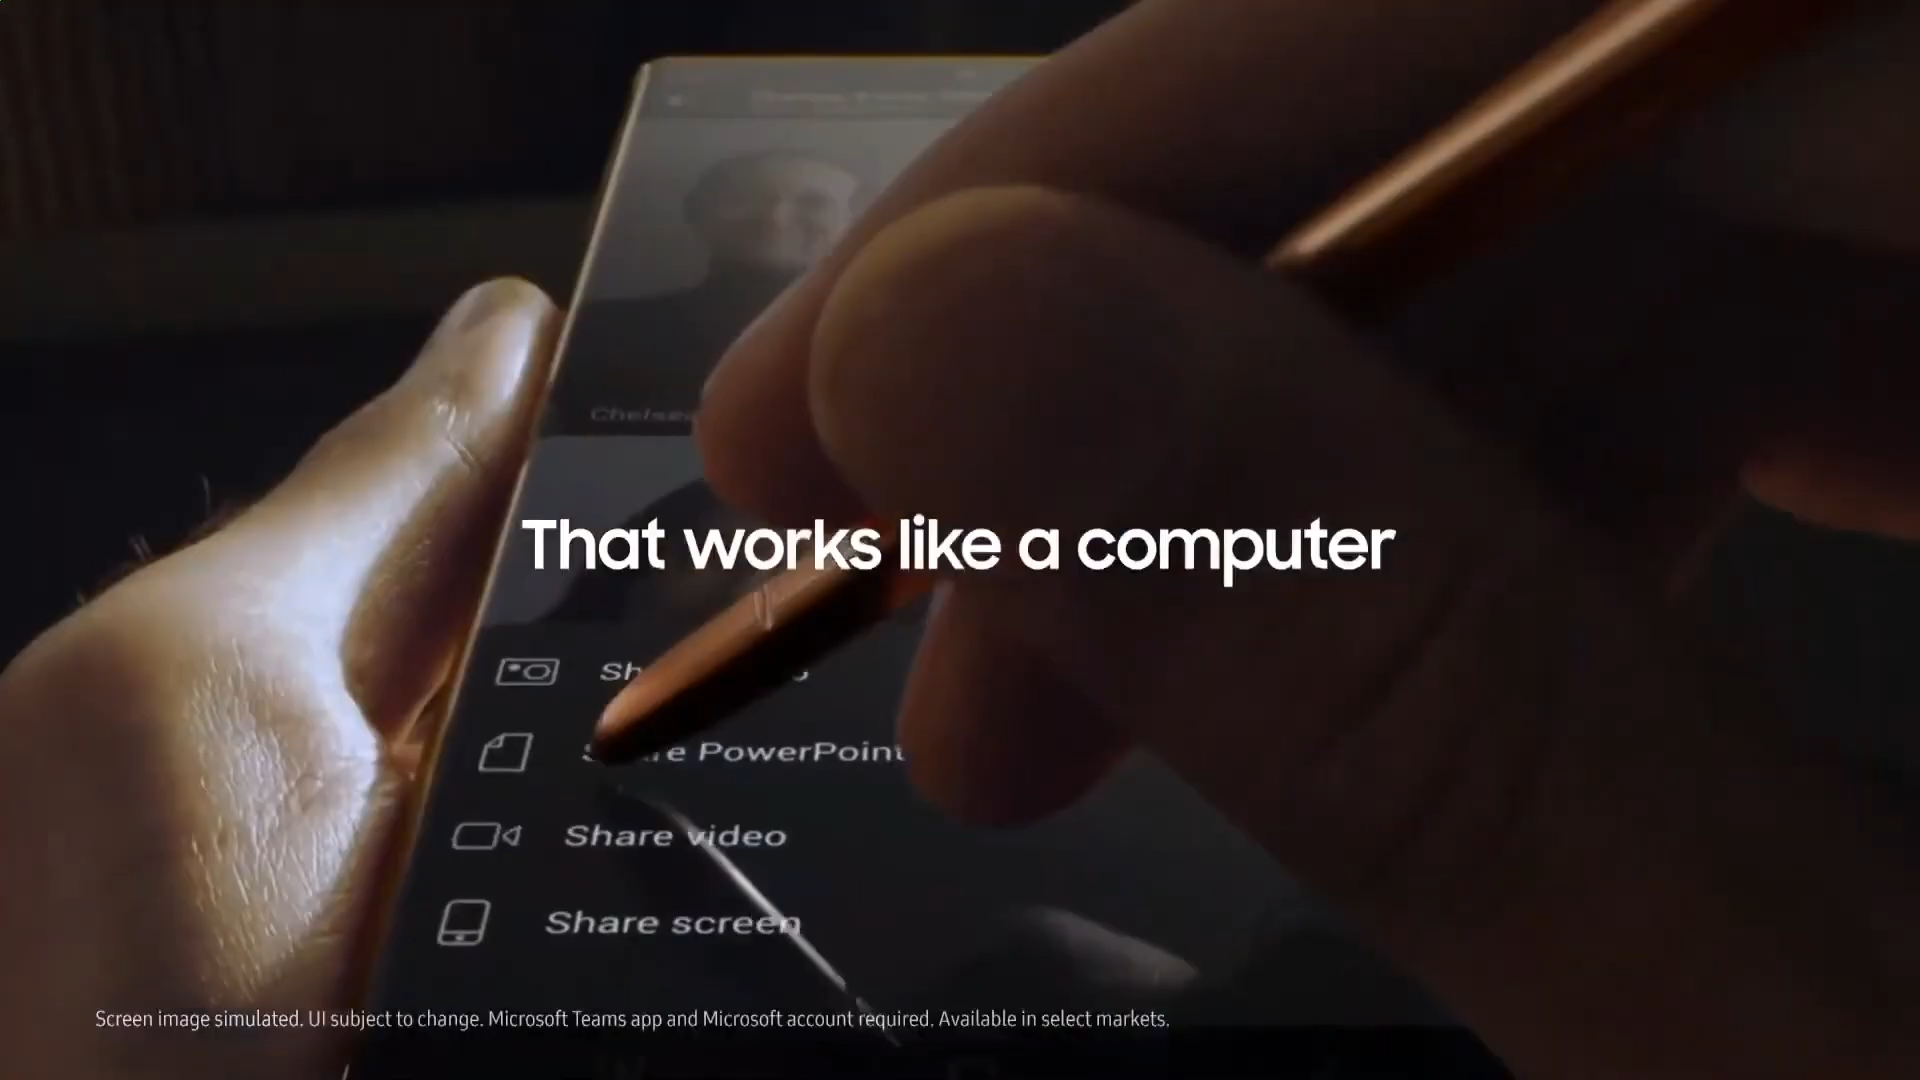 Chelsea
That works like a computer
Share PowerPoint
Share video
Share screen
Screen image simulated. UI subject to change. Microsoft Teams app and Microsoft account required. Available in select markets.